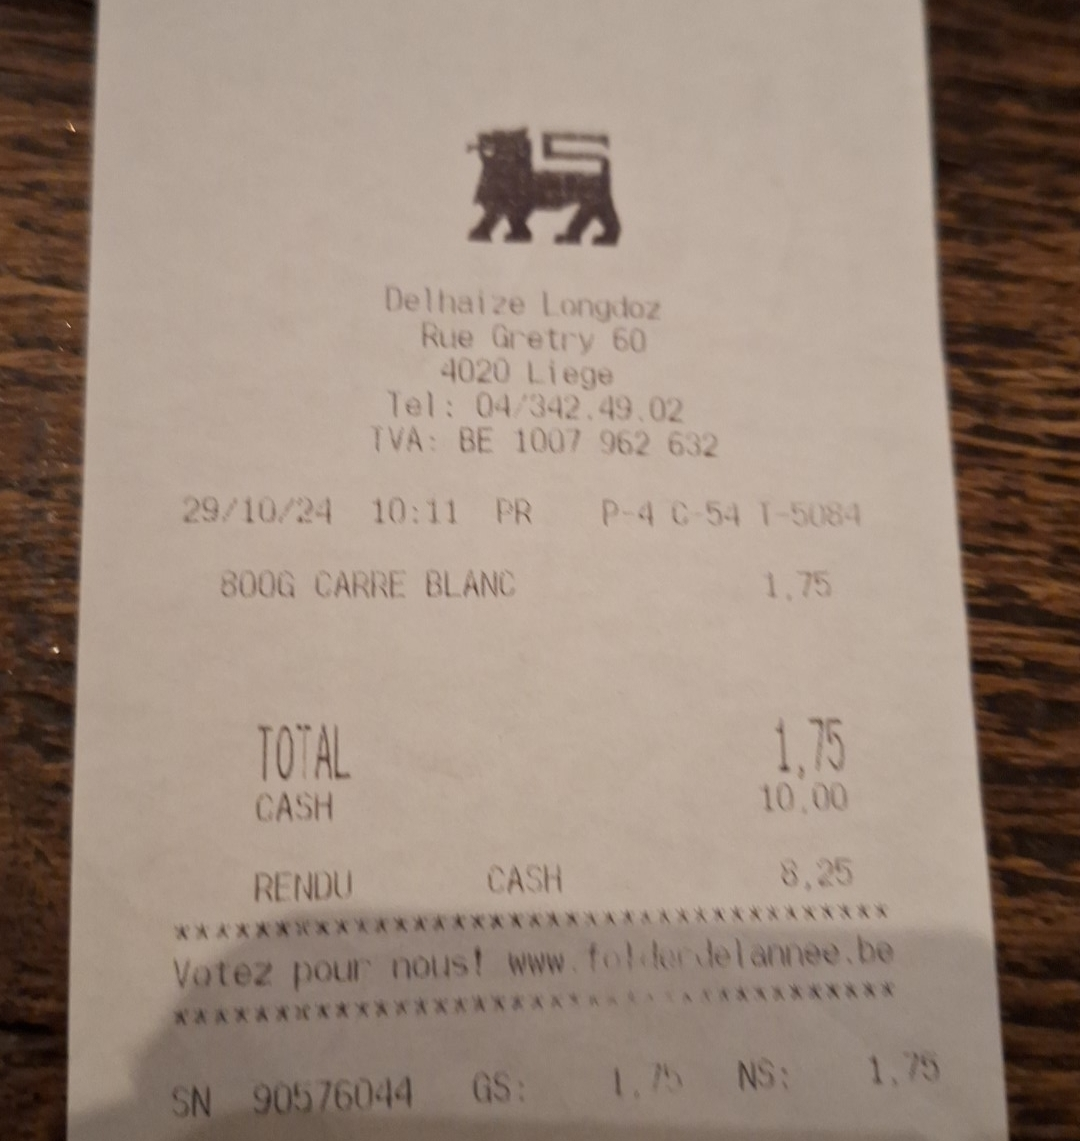 Delhaize Longdoz
Rue Gretry 60
4020 Liege
Tel: 04/342.49.02
TVA: BE 1007 962 632
29/10/24 10:11 PR P-4 C-54 T-5084
800G CARRE BLANC 1,75
TOTAL 1,75
CASH 10.00
RENDU CASH 8,25
****************************************
Votez pour nous! www.folderdelannee.be
****************************************
SN 90576044 GS: 1.75 NS: 1.75